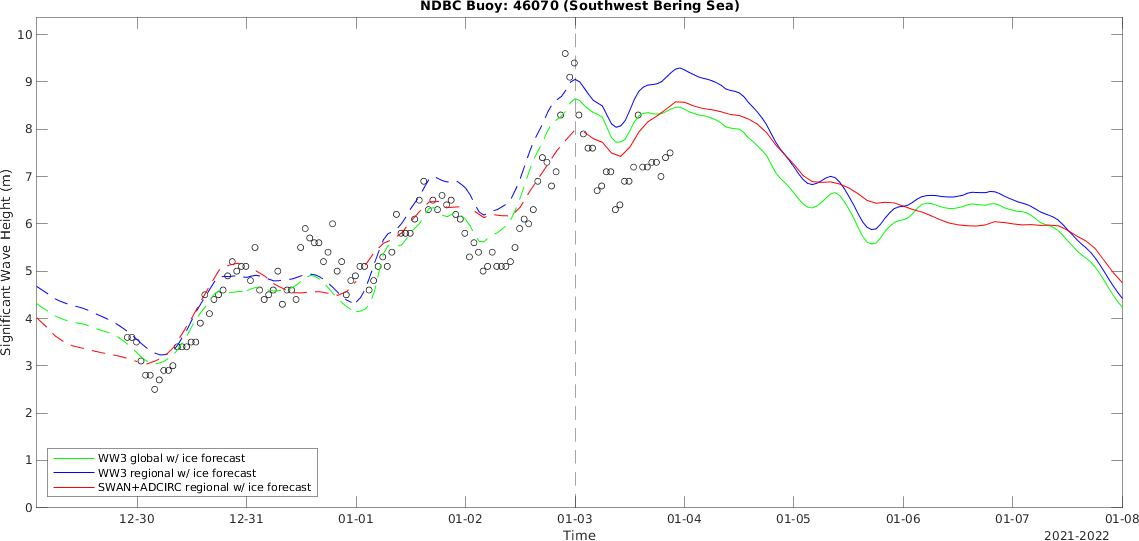 NDBC Buoy: 46070 (Southwest Bering Sea)
10
9
8
7
6
5
4
3
2
1
0
Significant Wave Height (m)
WW3 global w/ ice forecast
WW3 regional w/ ice forecast
SWAN+ADCIRC regional w/ ice forecast
12-30 12-31 01-01 01-02 01-03 01-04 01-05 01-06 01-07 01-08
Time
2021-2022